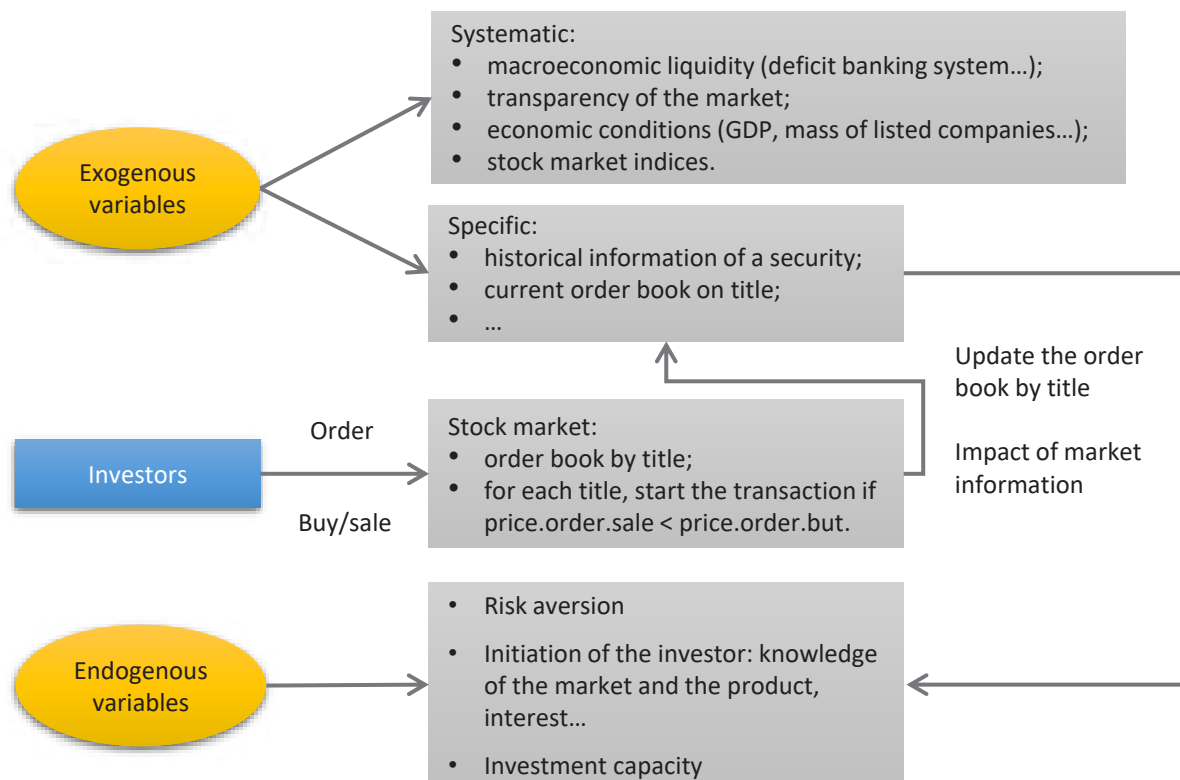 Systematic:
• macroeconomic liquidity (deficit banking system…);
• transparency of the market;
• economic conditions (GDP, mass of listed companies…);
• stock market indices.
Exogenous
variables
Specific:
• historical information of a security;
• current order book on title;
• …
Update the order
book by title
Impact of market
information
Investors
Order
Buy/sale
Stock market:
• order book by title;
• for each title, start the transaction if
price.order.sale < price.order.but.
Endogenous
variables
• Risk aversion
• Initiation of the investor: knowledge
of the market and the product,
interest…
• Investment capacity